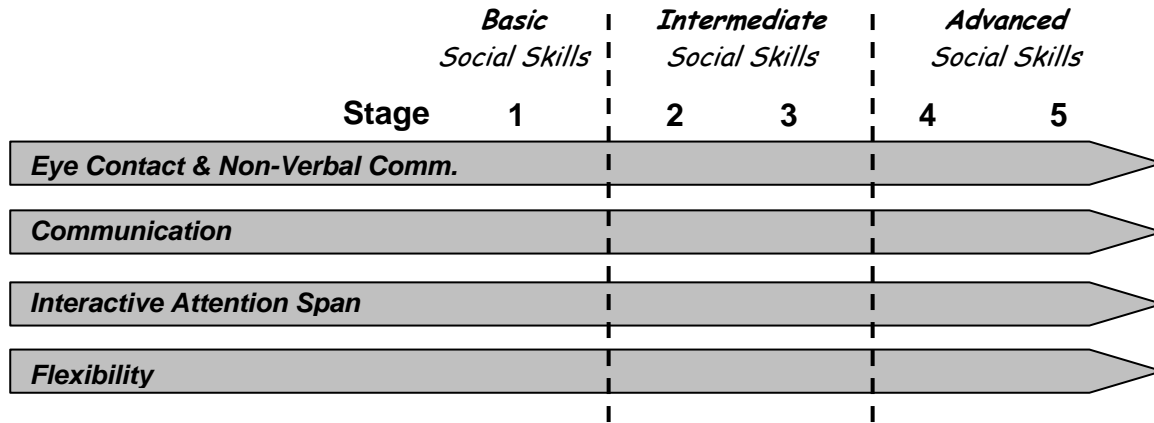 Basic Intermediate Advanced
Social Skills Social Skills Social Skills
Stage 1 2 3 4 5
Eye Contact & Non-Verbal Comm.
Communication
Interactive Attention Span
Flexibility